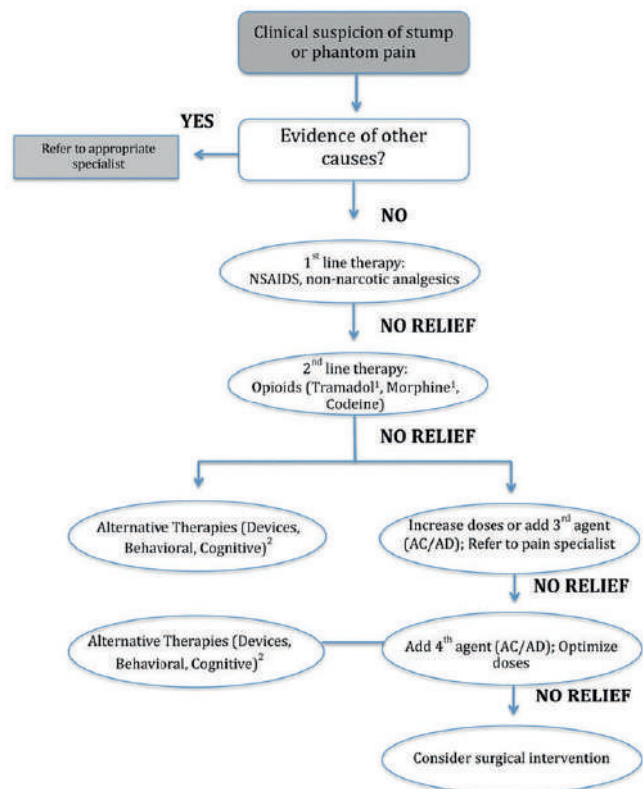 Clinical suspicion of stump
or phantom pain
YES
Refer to appropriate
specialist
Evidence of other
causes?
NO
1st line therapy:
NSAIDS, non-narcotic analgesics
NO RELIEF
2nd line therapy:
Opioids (Tramadol¹, Morphine¹,
Codeine)
NO RELIEF
Alternative Therapies (Devices,
Behavioral, Cognitive)²
Increase doses or add 3rd agent
(AC/AD); Refer to pain specialist
NO RELIEF
Alternative Therapies (Devices,
Behavioral, Cognitive)²
Add 4th agent (AC/AD); Optimize
doses
NO RELIEF
Consider surgical intervention